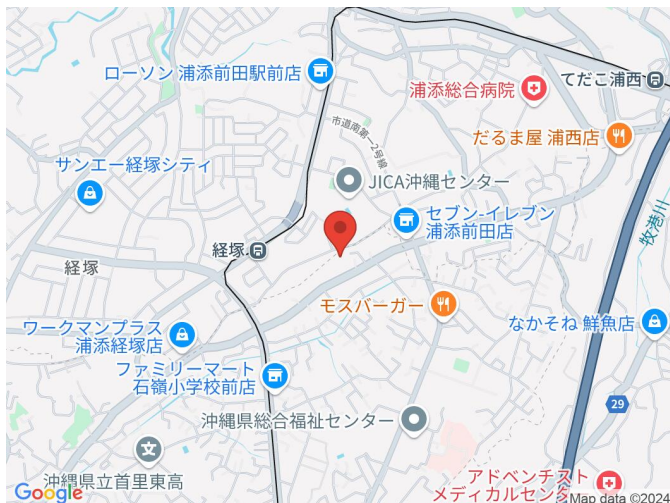 ローソン 浦添前田駅前店
浦添総合病院
てだこ浦西
市道南第一2号線
だるま屋 浦西店
サンエー経塚シティ
JICA沖縄センター
セブン-イレブン
浦添前田店
牧港川
経塚
経塚
モスバーガー
ワークマンプラス
浦添経塚店
なかそね 鮮魚店
ファミリーマート
石嶺小学校前店
29
沖縄県総合福祉センター
沖縄県立首里東高
アドベンチスト
メディカルセンタ
Google
Map data ©2024